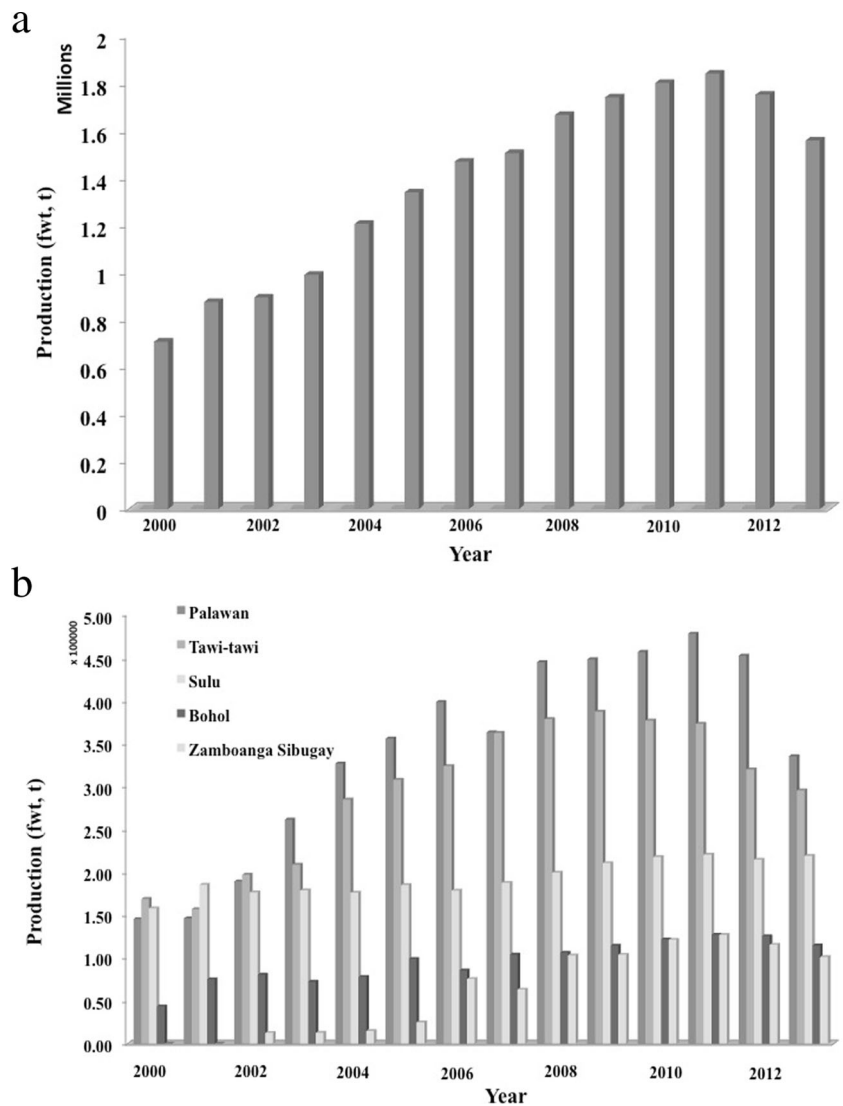 a
Millions
Production (fwt, t)
2
1.8
1.6
1.4
1.2
1
0.8
0.6
0.4
0.2
0
2000 2002 2004 2006 2008 2010 2012
Year
b
x 100000
Production (fwt, t)
5.00
4.50
4.00
3.50
3.00
2.50
2.00
1.50
1.00
0.50
0.00
Palawan
Tawi-tawi
Sulu
Bohol
Zamboanga Sibugay
2000 2002 2004 2006 2008 2010 2012
Year